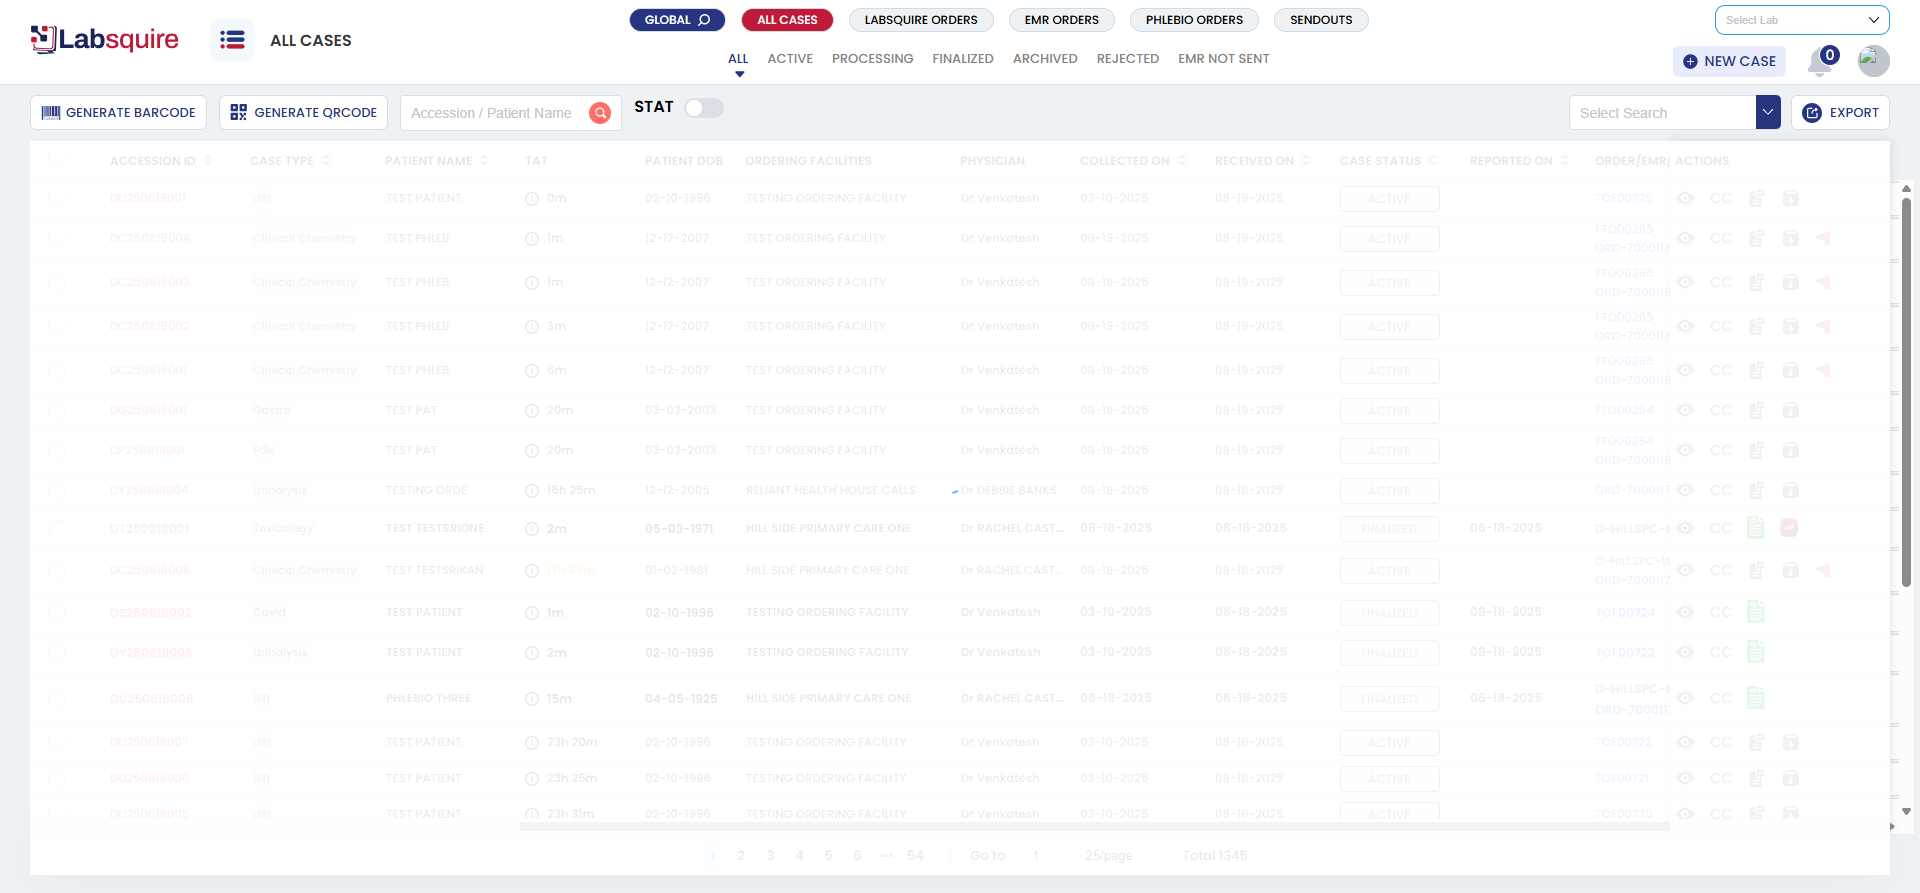 Labsquire
ALL CASES
GLOBAL
ALL CASES
LABSQUIRE ORDERS
EMR ORDERS
PHLEBIO ORDERS
SENDOUTS
Select Lab
ALL
ACTIVE
PROCESSING
FINALIZED
ARCHIVED
REJECTED
EMR NOT SENT
NEW CASE
0
GENERATE BARCODE
GENERATE QRCODE
Accession / Patient Name
STAT
Select Search
EXPORT
ACCESSION ID CASE TYPE PATIENT NAME TAT PATIENT DOB ORDERING FACILITIES PHYSICIAN COLLECTED ON RECEIVED ON CASE STATUS REPORTED ON ORDER/EMR/ ACTIONS
DU250819001 UTI TEST PATIENT 0m 02-10-1996 TESTING ORDERING FACILITY Dr Venkatesh 03-10-2025 08-19-2025 ACTIVE TOF00725 CC
DC250819004 Clinical Chemistry TEST PHLEB 1m 12-12-2007 TEST ORDERING FACILITY Dr Venkatesh 08-19-2025 08-19-2025 ACTIVE FTO00265 CC
ORD-7000118
DC250819003 Clinical Chemistry TEST PHLEB 1m 12-12-2007 TEST ORDERING FACILITY Dr Venkatesh 08-19-2025 08-19-2025 ACTIVE FTO00265 CC
ORD-7000118
DC250819002 Clinical Chemistry TEST PHLEB 3m 12-12-2007 TEST ORDERING FACILITY Dr Venkatesh 08-19-2025 08-19-2025 ACTIVE FTO00265 CC
ORD-7000118
DC250819001 Clinical Chemistry TEST PHLEB 6m 12-12-2007 TEST ORDERING FACILITY Dr Venkatesh 08-19-2025 08-19-2025 ACTIVE FTO00265 CC
ORD-7000118
DG250819001 Gastro TEST PAT 20m 03-03-2003 TEST ORDERING FACILITY Dr Venkatesh 08-19-2025 08-19-2025 ACTIVE FTO00264 CC
DP250819001 PGx TEST PAT 20m 03-03-2003 TEST ORDERING FACILITY Dr Venkatesh 08-19-2025 08-19-2025 ACTIVE FTO00264 CC
ORD-7000118
DY250818004 Urinalysis TESTING ORDE 16h 25m 12-12-2005 RELIANT HEALTH HOUSE CALLS Dr DEBBIE BANKS 08-18-2025 08-18-2025 ACTIVE ORD-700011 CC
DT250818001 Toxicology TEST TESTSRIONE 2m 05-03-1971 HILL SIDE PRIMARY CARE ONE Dr RACHEL CAST... 08-18-2025 08-18-2025 FINALIZED 08-18-2025 D-HILLSPC-t CC
DC250818006 Clinical Chemistry TEST TESTSRIKAN 17h 48m 01-02-1981 HILL SIDE PRIMARY CARE ONE Dr RACHEL CAST... 08-18-2025 08-18-2025 ACTIVE D-HILLSPC-tt CC
ORD-700011
DS250818002 Covid TEST PATIENT 1m 02-10-1996 TESTING ORDERING FACILITY Dr Venkatesh 03-10-2025 08-18-2025 FINALIZED 08-18-2025 TOF00724 CC
DY250818003 Urinalysis TEST PATIENT 2m 02-10-1996 TESTING ORDERING FACILITY Dr Venkatesh 03-10-2025 08-18-2025 FINALIZED 08-18-2025 TOF00723 CC
DU250818008 UTI PHLEBIO THREE 15m 04-05-1925 HILL SIDE PRIMARY CARE ONE Dr RACHEL CAST... 08-18-2025 08-18-2025 FINALIZED 08-18-2025 D-HILLSPC-t CC
ORD-700011
DU250818007 UTI TEST PATIENT 23h 20m 02-10-1996 TESTING ORDERING FACILITY Dr Venkatesh 03-10-2025 08-18-2025 ACTIVE TOF00722 CC
DU250818006 UTI TEST PATIENT 23h 25m 02-10-1996 TESTING ORDERING FACILITY Dr Venkatesh 03-10-2025 08-18-2025 ACTIVE TOF00721 CC
DU250818005 UTI TEST PATIENT 23h 31m 02-10-1996 TESTING ORDERING FACILITY Dr Venkatesh 03-10-2025 08-18-2025 ACTIVE TOF00720 CC
1 2 3 4 5 6 ... 54 Go to 1 25/page Total 1345